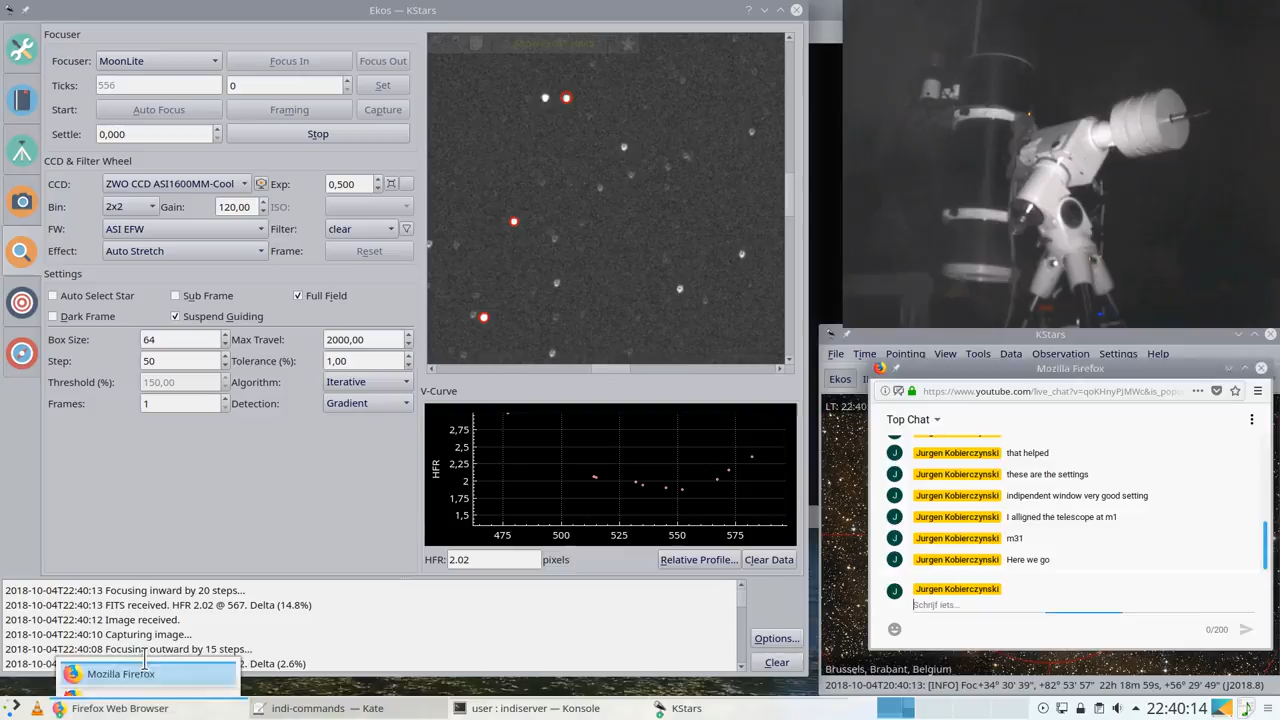 Ekos — KStars
Focuser
Focuser: MoonLite Focus In Focus Out
Ticks: 556 0 Set
Start: Auto Focus Framing Capture
Settle: 0,000 Stop
CCD & Filter Wheel
CCD: ZWO CCD ASI1600MM-Cool Exp: 0,500
Bin: 2x2 Gain: 120,00 ISO:
FW: ASI EFW Filter: clear
Effect: Auto Stretch Frame: Reset
Settings
Auto Select Star Sub Frame Full Field
Dark Frame Suspend Guiding
Box Size: 64 Max Travel: 2000,00
Step: 50 Tolerance (%): 1,00
Threshold (%): 150,00 Algorithm: Iterative
Frames: 1 Detection: Gradient
V-Curve
HFR
2,75
2,5
2,25
2
1,75
1,5
475 500 525 550 575
HFR: 2.02 pixels Relative Profile... Clear Data
2018-10-04T22:40:13 Focusing inward by 20 steps...
2018-10-04T22:40:13 FITS received. HFR 2.02 @ 567. Delta (14.8%)
2018-10-04T22:40:12 Image received.
2018-10-04T22:40:10 Capturing image...
2018-10-04T22:40:08 Focusing outward by 15 steps...
2. Delta (2.6%)
Options...
Clear
Mozilla Firefox
KStars
File Time Pointing View Tools Data Observation Settings Help
Ekos
Mozilla Firefox
https://www.youtube.com/live_chat?v=qoKHnyPJMWc&is_popu
LT: 22:40
Top Chat
Jurgen Kobierczynski
Jurgen Kobierczynski that helped
Jurgen Kobierczynski these are the settings
Jurgen Kobierczynski indipendent window very good setting
Jurgen Kobierczynski I alligned the telescope at m1
Jurgen Kobierczynski m31
Jurgen Kobierczynski Here we go
Jurgen Kobierczynski
Schrijf iets...
0/200
Brussels, Brabant, Belgium
2018-10-04T20:40:13: [INFO] Foc+34° 30' 39", +82° 53' 57" 22h 18m 59s, +56° 29' 49" (J2018.8)
Firefox Web Browser indi-commands — Kate user : indiserver — Konsole KStars 22:40:14